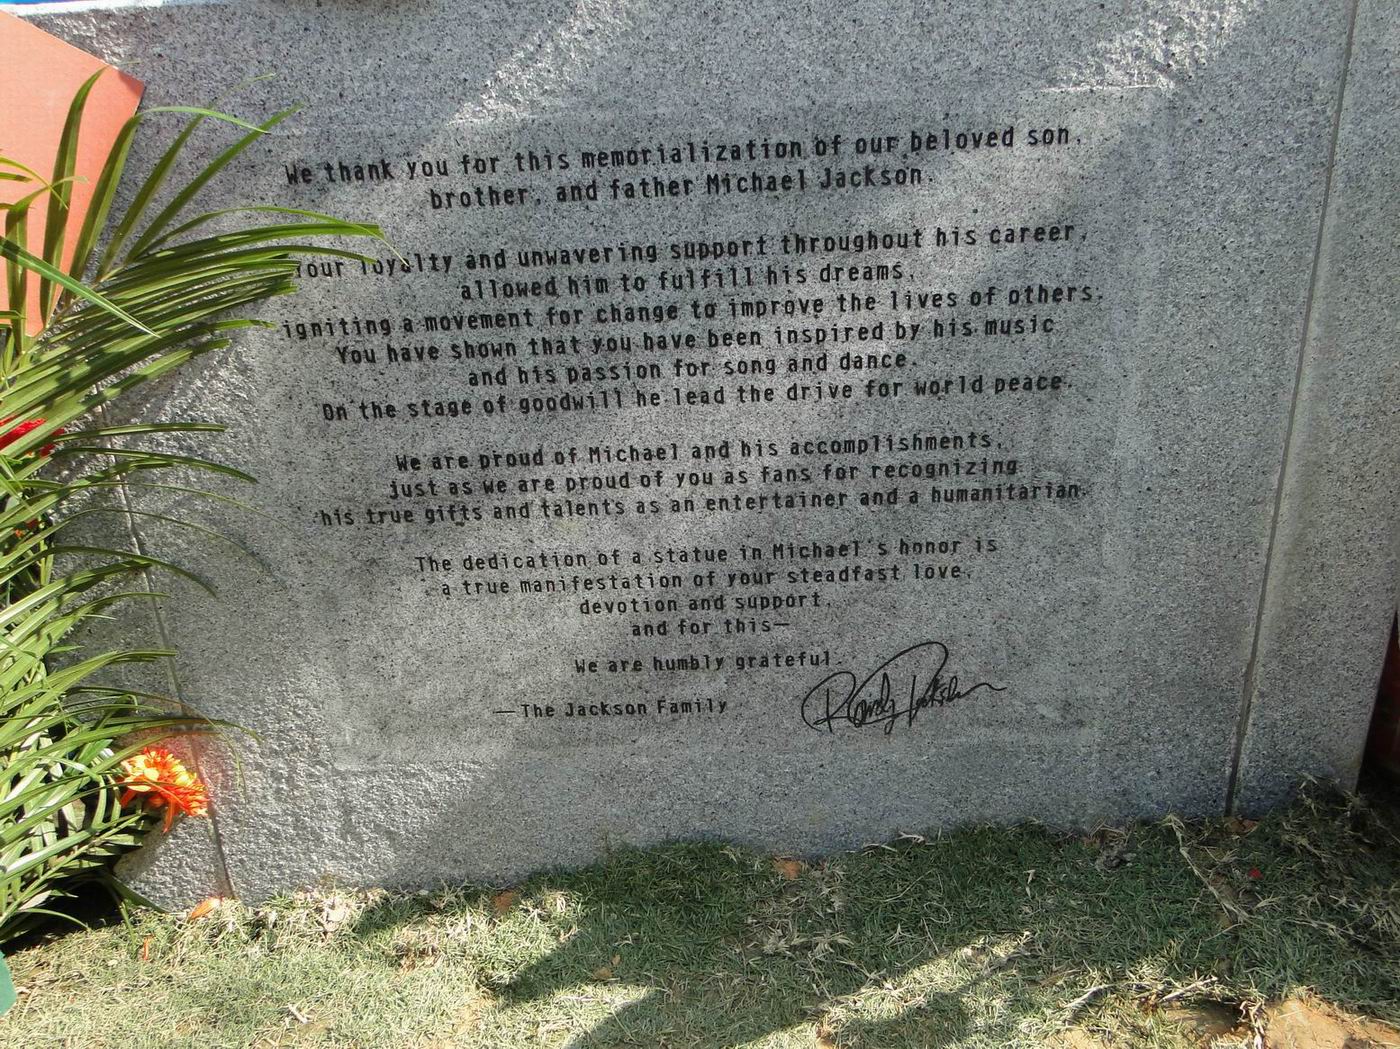 We thank you for this memorialization of our beloved son,
brother, and father Michael Jackson.
Your loyalty and unwavering support throughout his career,
allowed him to fulfill his dreams,
igniting a movement for change to improve the lives of others.
You have shown that you have been inspired by his music
and his passion for song and dance.
On the stage of goodwill he lead the drive for world peace.
We are proud of Michael and his accomplishments,
just as we are proud of you as fans for recognizing
his true gifts and talents as an entertainer and a humanitarian.
The dedication of a statue in Michael's honor is
a true manifestation of your steadfast love,
devotion and support,
and for this—
We are humbly grateful.
—The Jackson Family
Randy Jackson